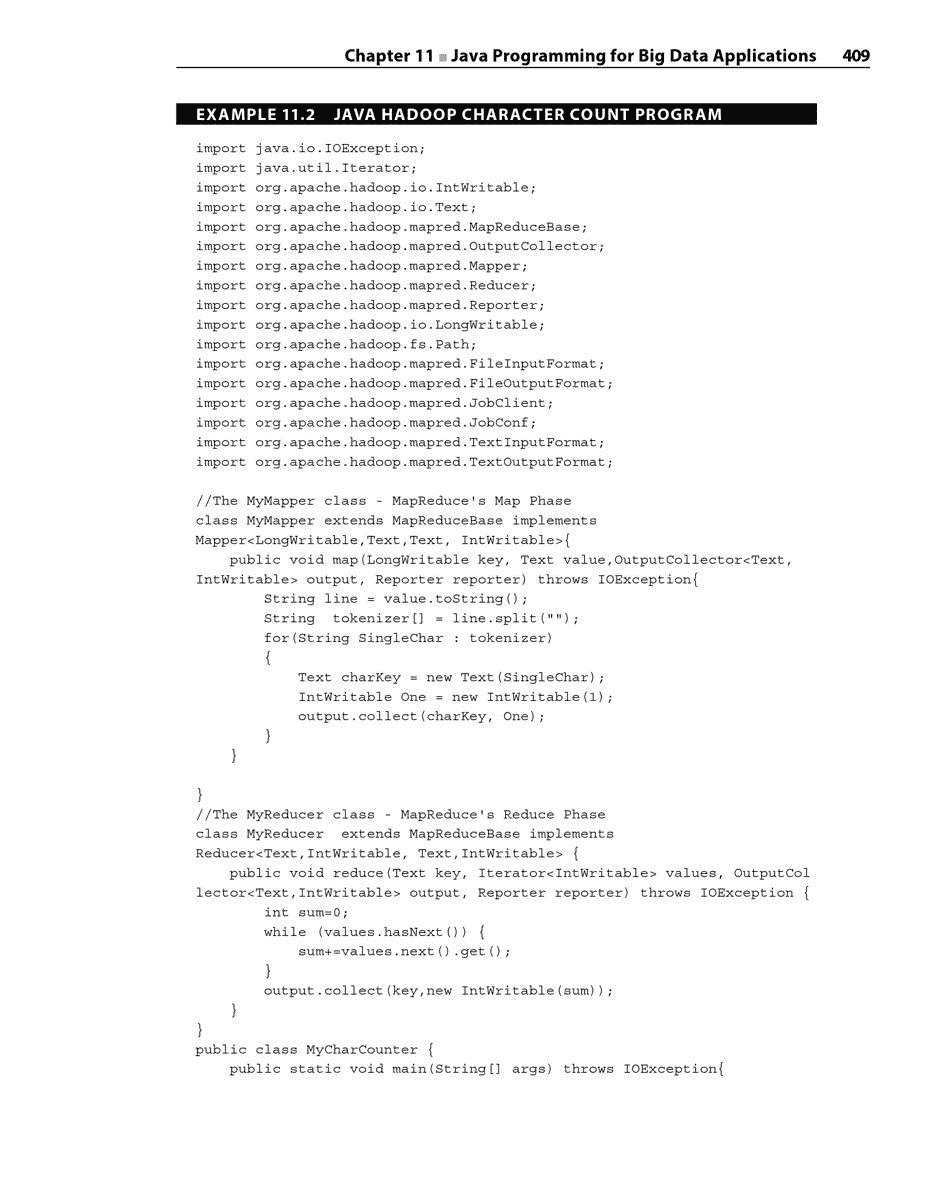 Chapter 11 ■ Java Programming for Big Data Applications 409
EXAMPLE 11.2 JAVA HADOOP CHARACTER COUNT PROGRAM
import java.io.IOException;
import java.util.Iterator;
import org.apache.hadoop.io.IntWritable;
import org.apache.hadoop.io.Text;
import org.apache.hadoop.mapred.MapReduceBase;
import org.apache.hadoop.mapred.OutputCollector;
import org.apache.hadoop.mapred.Mapper;
import org.apache.hadoop.mapred.Reducer;
import org.apache.hadoop.mapred.Reporter;
import org.apache.hadoop.io.LongWritable;
import org.apache.hadoop.fs.Path;
import org.apache.hadoop.mapred.FileInputFormat;
import org.apache.hadoop.mapred.FileOutputFormat;
import org.apache.hadoop.mapred.JobClient;
import org.apache.hadoop.mapred.JobConf;
import org.apache.hadoop.mapred.TextInputFormat;
import org.apache.hadoop.mapred.TextOutputFormat;

//The MyMapper class - MapReduce's Map Phase
class MyMapper extends MapReduceBase implements
Mapper<LongWritable,Text,Text, IntWritable>{
    public void map(LongWritable key, Text value,OutputCollector<Text,
IntWritable> output, Reporter reporter) throws IOException{
        String line = value.toString();
        String  tokenizer[] = line.split("");
        for(String SingleChar : tokenizer)
        {
            Text charKey = new Text(SingleChar);
            IntWritable One = new IntWritable(1);
            output.collect(charKey, One);
        }
    }

}
//The MyReducer class - MapReduce's Reduce Phase
class MyReducer  extends MapReduceBase implements
Reducer<Text,IntWritable, Text,IntWritable> {
    public void reduce(Text key, Iterator<IntWritable> values, OutputCol
lector<Text,IntWritable> output, Reporter reporter) throws IOException {
        int sum=0;
        while (values.hasNext()) {
            sum+=values.next().get();
        }
        output.collect(key,new IntWritable(sum));
    }
}
public class MyCharCounter {
    public static void main(String[] args) throws IOException{